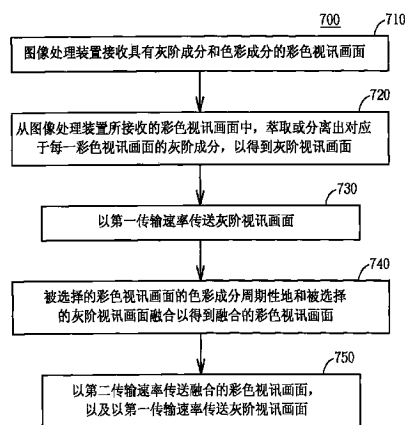 700
710
图像处理装置接收具有灰阶成分和色彩成分的彩色视讯画面
720
从图像处理装置所接收的彩色视讯画面中，萃取或分离出对应
于每一彩色视讯画面的灰阶成分，以得到灰阶视讯画面
730
以第一传输速率传送灰阶视讯画面
740
被选择的彩色视讯画面的色彩成分周期性地和被选择
的灰阶视讯画面融合以得到融合的彩色视讯画面
750
以第二传输速率传送融合的彩色视讯画面，
以及以第一传输速率传送灰阶视讯画面